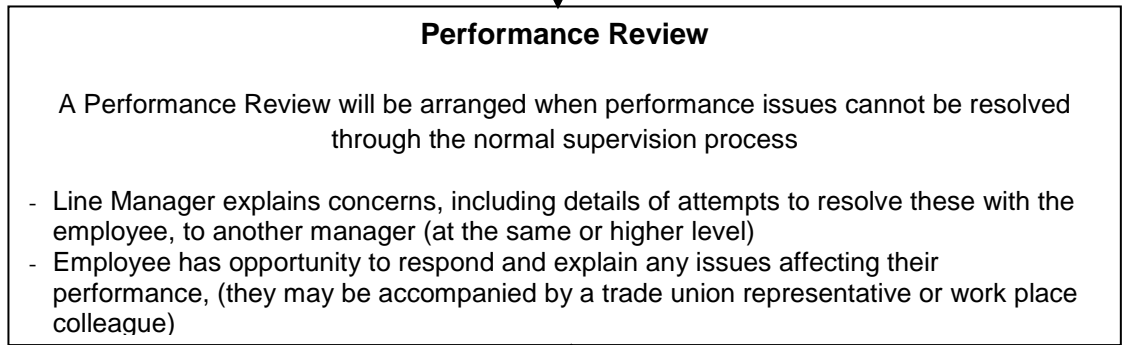 Performance Review
A Performance Review will be arranged when performance issues cannot be resolved
through the normal supervision process
- Line Manager explains concerns, including details of attempts to resolve these with the
employee, to another manager (at the same or higher level)
- Employee has opportunity to respond and explain any issues affecting their
performance, (they may be accompanied by a trade union representative or work place
colleague)